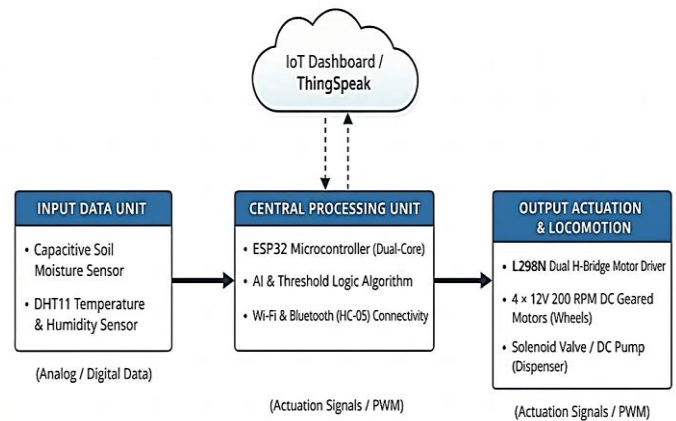 IoT Dashboard /
ThingSpeak
INPUT DATA UNIT
• Capacitive Soil
Moisture Sensor
• DHT11 Temperature
& Humidity Sensor
(Analog / Digital Data)
CENTRAL PROCESSING UNIT
• ESP32 Microcontroller (Dual-Core)
• AI & Threshold Logic Algorithm
• Wi-Fi & Bluetooth (HC-05) Connectivity
(Actuation Signals / PWM)
OUTPUT ACTUATION
& LOCOMOTION
• L298N Dual H-Bridge Motor Driver
• 4 × 12V 200 RPM DC Geared
Motors (Wheels)
• Solenoid Valve / DC Pump
(Dispenser)
(Actuation Signals / PWM)